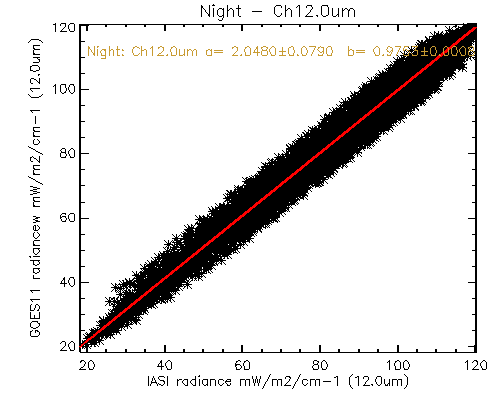 Night - Ch12.0um
Night: Ch12.0um a= 2.0480±0.0790 b=
GOES11 radiancew mW/m2/cm-1 (12.0um)
120
100
80
60
40
20
20 40 60 80 100 120
IASI radiance mW/m2/cm-1 (12.0um)